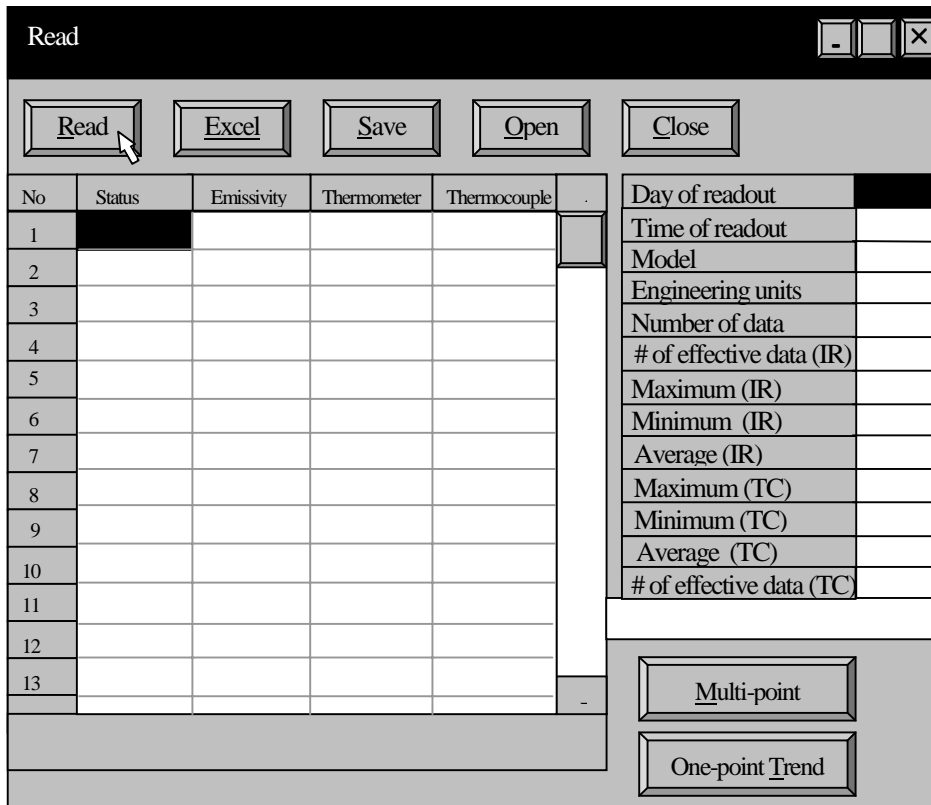 Read
Read Excel Save Open Close
No Status Emissivity Thermometer Thermocouple
1
2
3
4
5
6
7
8
9
10
11
12
13
Day of readout
Time of readout
Model
Engineering units
Number of data
# of effective data (IR)
Maximum (IR)
Minimum (IR)
Average (IR)
Maximum (TC)
Minimum (TC)
Average (TC)
# of effective data (TC)
Multi-point
One-point Trend